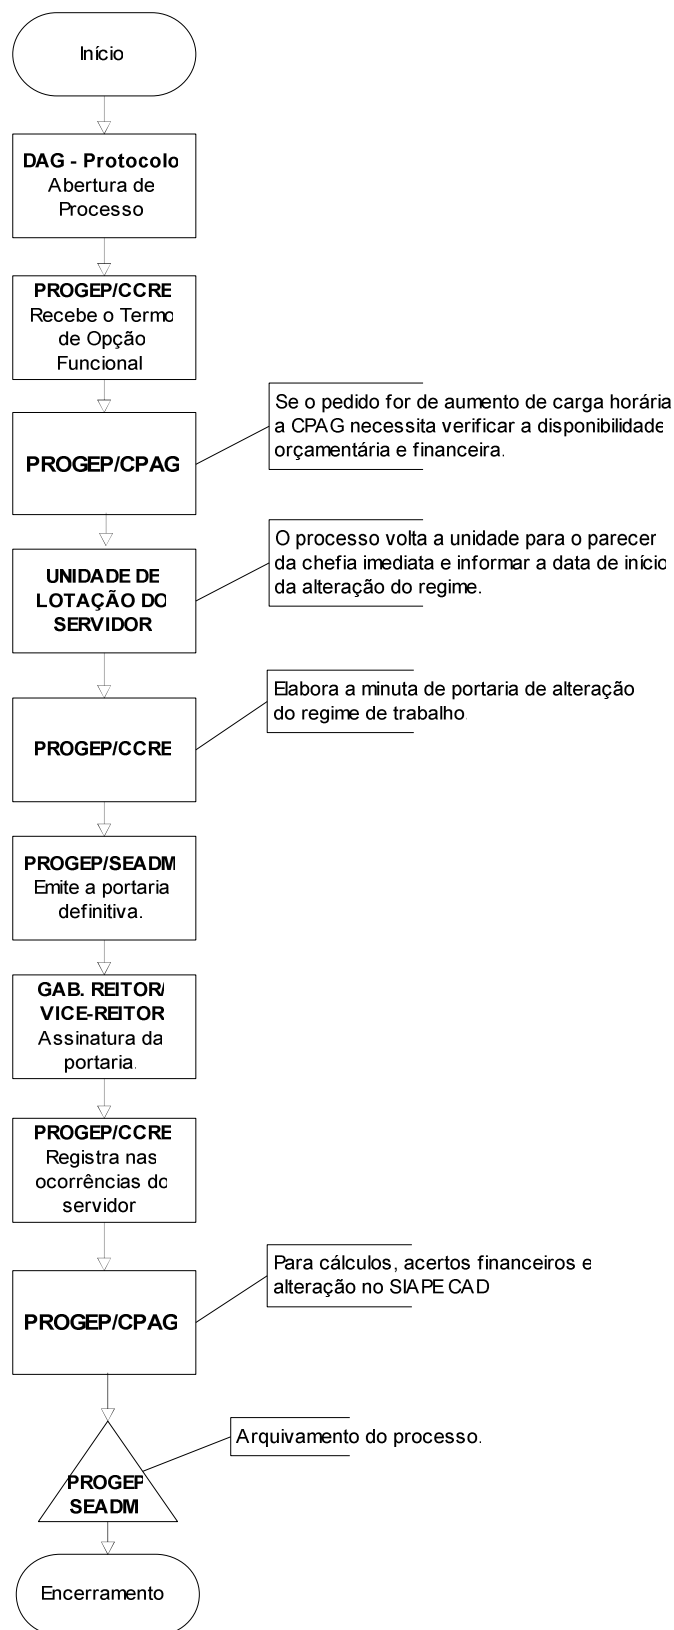 Início
DAG - Protocolo
Abertura de
Processo
PROGEP/CCRE
Recebe o Termo
de Opção
Funcional
Se o pedido for de aumento de carga horária
a CPAG necessita verificar a disponibilidade
orçamentária e financeira.
PROGEP/CPAG
O processo volta a unidade para o parecer
da chefia imediata e informar a data de início
da alteração do regime.
UNIDADE DE
LOTAÇÃO DO
SERVIDOR
Elabora a minuta de portaria de alteração
do regime de trabalho.
PROGEP/CCRE
PROGEP/SEADM
Emite a portaria
definitiva.
GAB. REITOR/
VICE-REITOR
Assinatura da
portaria.
PROGEP/CCRE
Registra nas
ocorrências do
servidor
Para cálculos, acertos financeiros e
alteração no SIAPECAD
PROGEP/CPAG
Arquivamento do processo.
PROGEP
SEADM
Encerramento